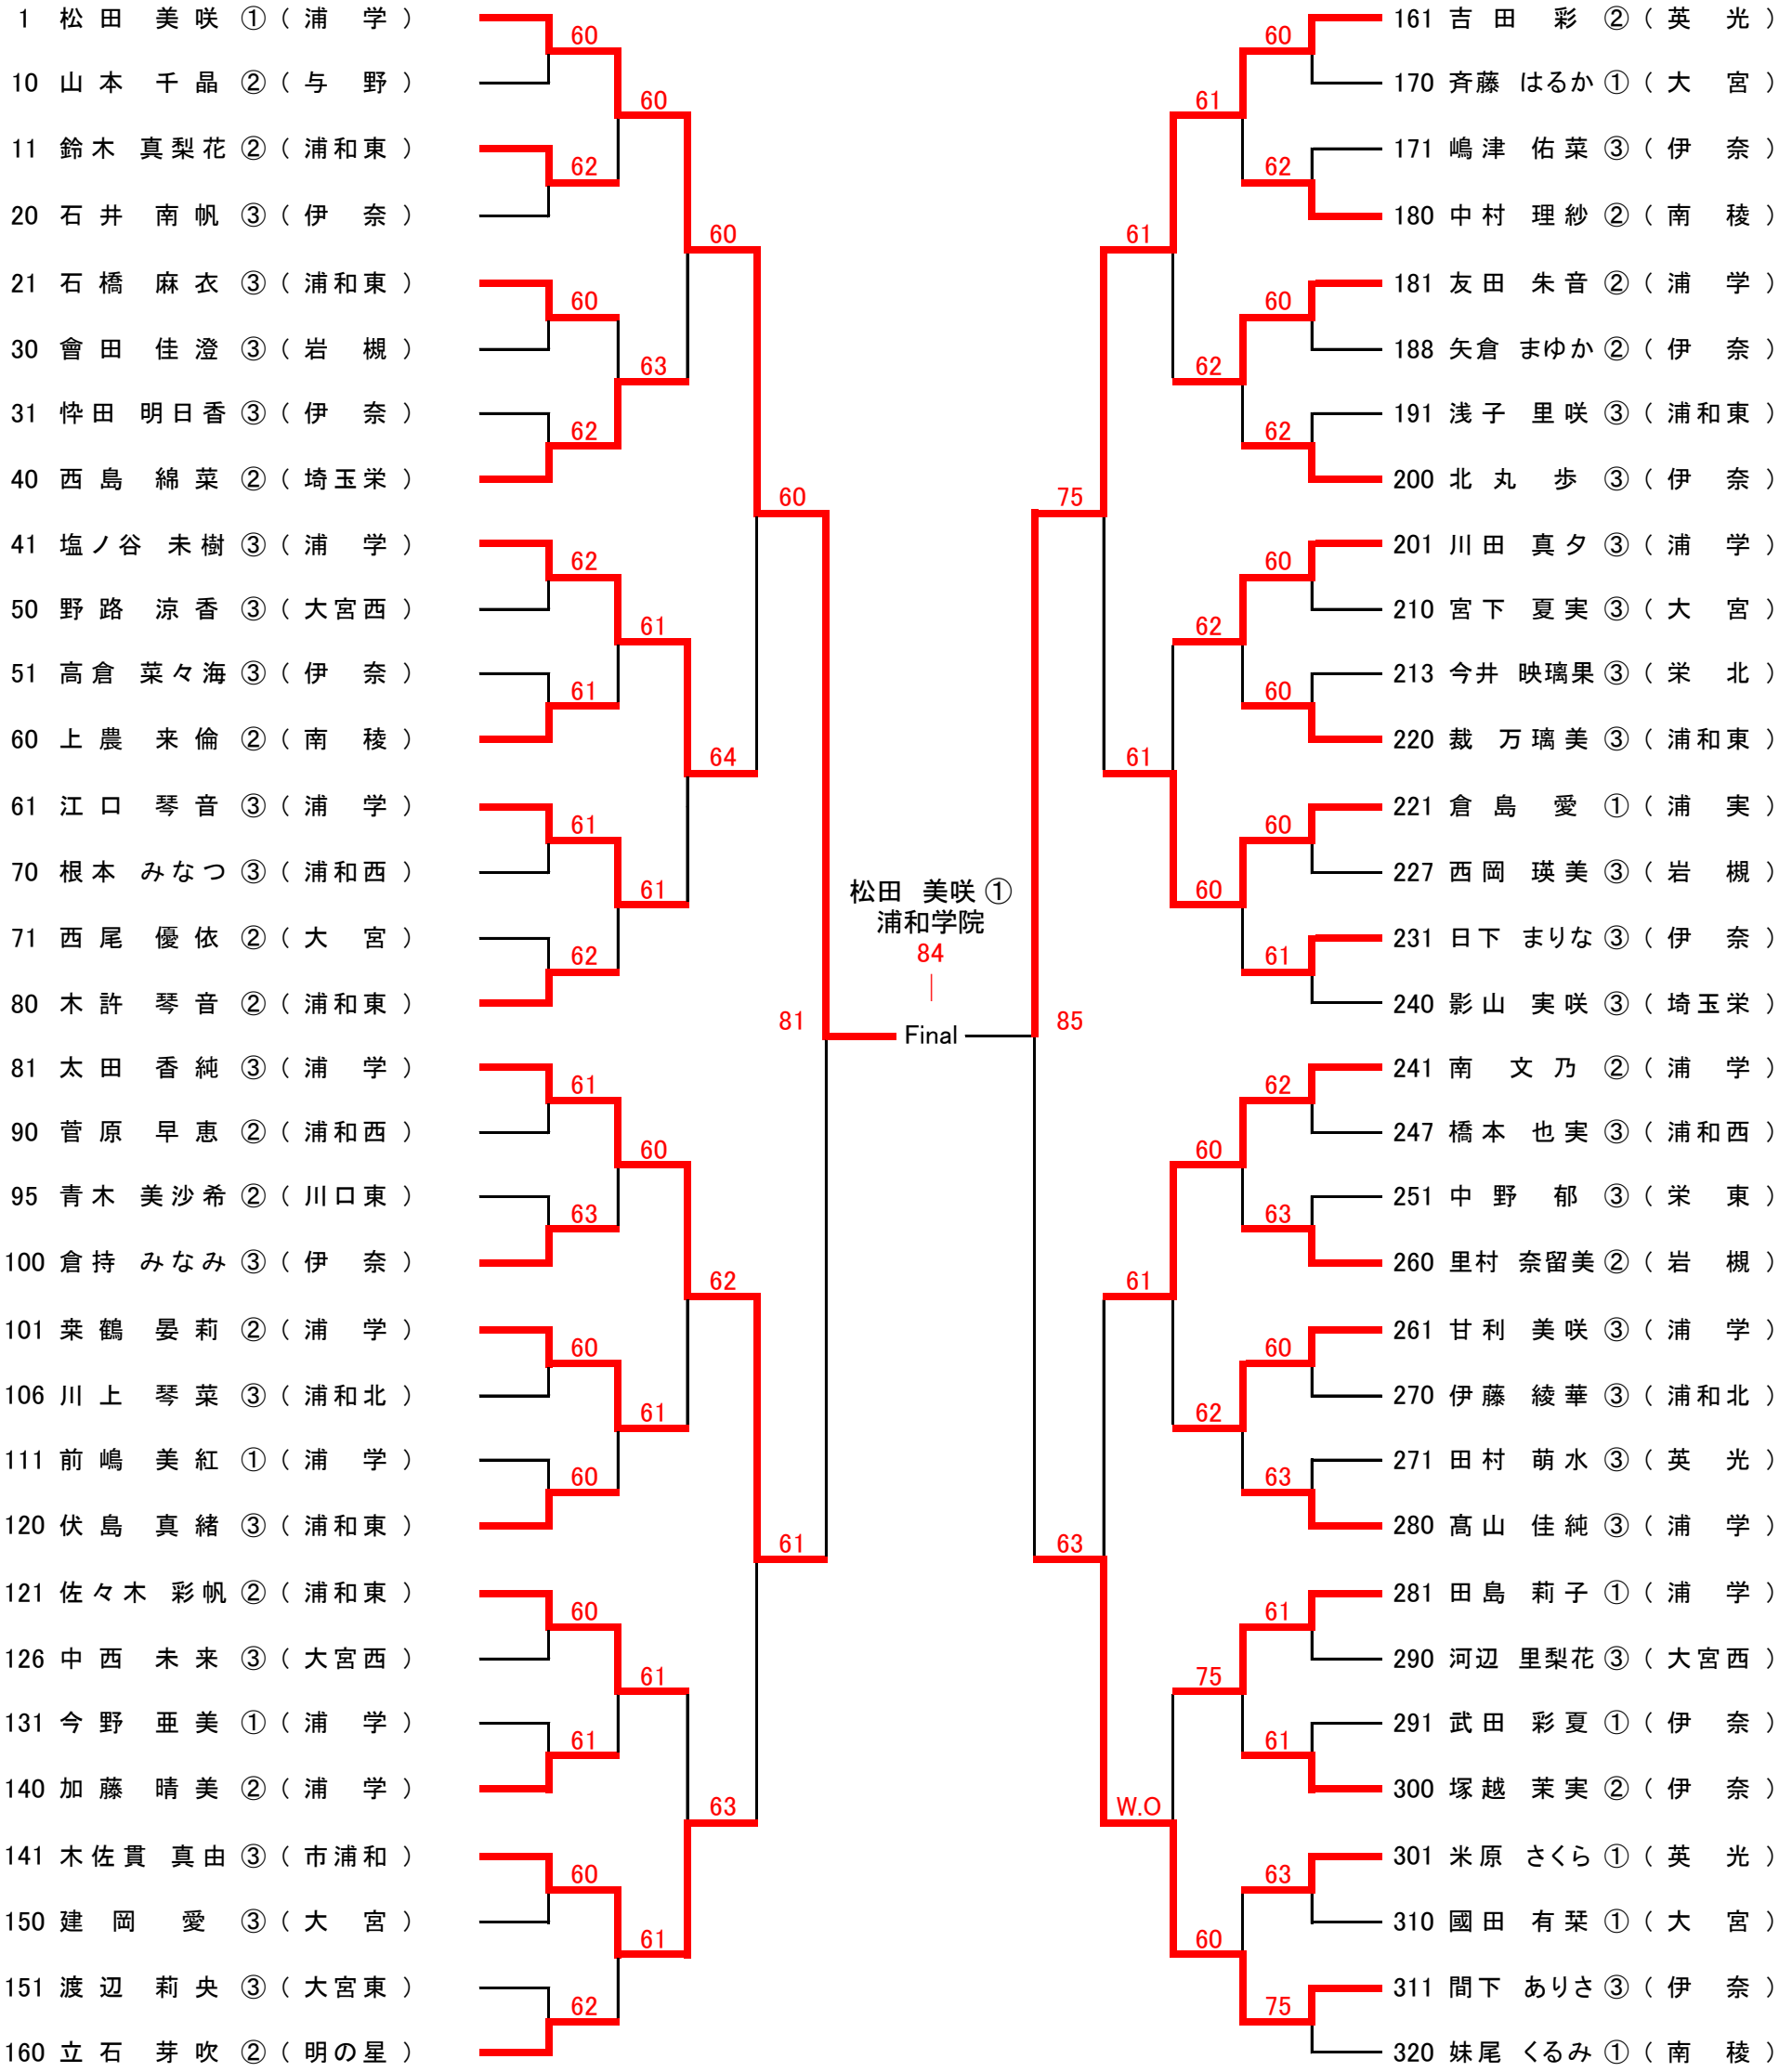 1 松田 美咲 ① ( 浦 学 )
10 山本 千晶 ② ( 与 野 )
11 鈴木 真梨花 ② ( 浦和東 )
20 石井 南帆 ③ ( 伊 奈 )
21 石橋 麻衣 ③ ( 浦和東 )
30 會田 佳澄 ③ ( 岩 槻 )
31 忰田 明日香 ③ ( 伊 奈 )
40 西島 綿菜 ② ( 埼玉栄 )
41 塩ノ谷 未樹 ③ ( 浦 学 )
50 野路 涼香 ③ ( 大宮西 )
51 高倉 菜々海 ③ ( 伊 奈 )
60 上農 来倫 ② ( 南 稜 )
61 江口 琴音 ③ ( 浦 学 )
70 根本 みなつ ③ ( 浦和西 )
71 西尾 優依 ② ( 大 宮 )
80 木許 琴音 ② ( 浦和東 )
81 太田 香純 ③ ( 浦 学 )
90 菅原 早恵 ② ( 浦和西 )
95 青木 美沙希 ② ( 川口東 )
100 倉持 みなみ ③ ( 伊 奈 )
101 桒鶴 晏莉 ② ( 浦 学 )
106 川上 琴菜 ③ ( 浦和北 )
111 前嶋 美紅 ① ( 浦 学 )
120 伏島 真緒 ③ ( 浦和東 )
121 佐々木 彩帆 ② ( 浦和東 )
126 中西 未来 ③ ( 大宮西 )
131 今野 亜美 ① ( 浦 学 )
140 加藤 晴美 ② ( 浦 学 )
141 木佐貫 真由 ③ ( 市浦和 )
150 建岡 愛 ③ ( 大 宮 )
151 渡辺 莉央 ③ ( 大宮東 )
160 立石 芽吹 ② ( 明の星 )
60
62
60
62
62
61
61
62
61
63
60
60
60
61
60
62
60
63
61
61
60
61
61
61
60
64
62
63
60
61
81
松田 美咲 ①
浦和学院
84
Final
85
75
63
61
61
61
W.O
61
62
62
60
60
62
75
60
60
62
60
62
60
60
60
61
62
63
60
63
61
61
63
75
161 吉田 彩 ② ( 英 光 )
170 斉藤 はるか ① ( 大 宮 )
171 嶋津 佑菜 ③ ( 伊 奈 )
180 中村 理紗 ② ( 南 稜 )
181 友田 朱音 ② ( 浦 学 )
188 矢倉 まゆか ② ( 伊 奈 )
191 浅子 里咲 ③ ( 浦和東 )
200 北丸 歩 ③ ( 伊 奈 )
201 川田 真夕 ③ ( 浦 学 )
210 宮下 夏実 ③ ( 大 宮 )
213 今井 映璃果 ③ ( 栄 北 )
220 裁 万璃美 ③ ( 浦和東 )
221 倉島 愛 ① ( 浦 実 )
227 西岡 瑛美 ③ ( 岩 槻 )
231 日下 まりな ③ ( 伊 奈 )
240 影山 実咲 ③ ( 埼玉栄 )
241 南 文乃 ② ( 浦 学 )
247 橋本 也実 ③ ( 浦和西 )
251 中野 郁 ③ ( 栄 東 )
260 里村 奈留美 ② ( 岩 槻 )
261 甘利 美咲 ③ ( 浦 学 )
270 伊藤 綾華 ③ ( 浦和北 )
271 田村 萌水 ③ ( 英 光 )
280 髙山 佳純 ③ ( 浦 学 )
281 田島 莉子 ① ( 浦 学 )
290 河辺 里梨花 ③ ( 大宮西 )
291 武田 彩夏 ① ( 伊 奈 )
300 塚越 茉実 ② ( 伊 奈 )
301 米原 さくら ① ( 英 光 )
310 國田 有栞 ① ( 大 宮 )
311 間下 ありさ ③ ( 伊 奈 )
320 妹尾 くるみ ① ( 南 稜 )